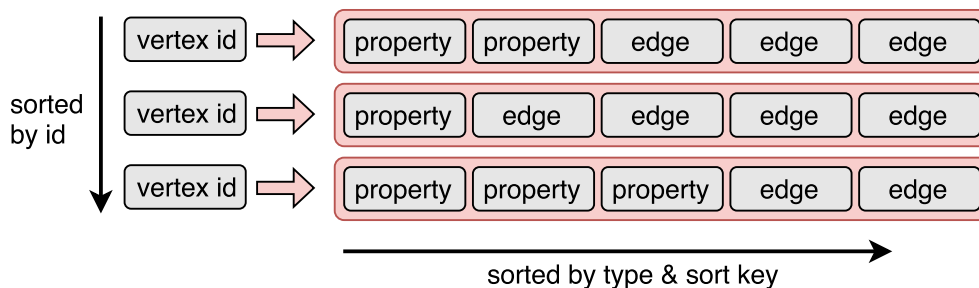 vertex id property property edge edge edge
sorted
by id
vertex id property edge edge edge edge
vertex id property property property edge edge
sorted by type & sort key